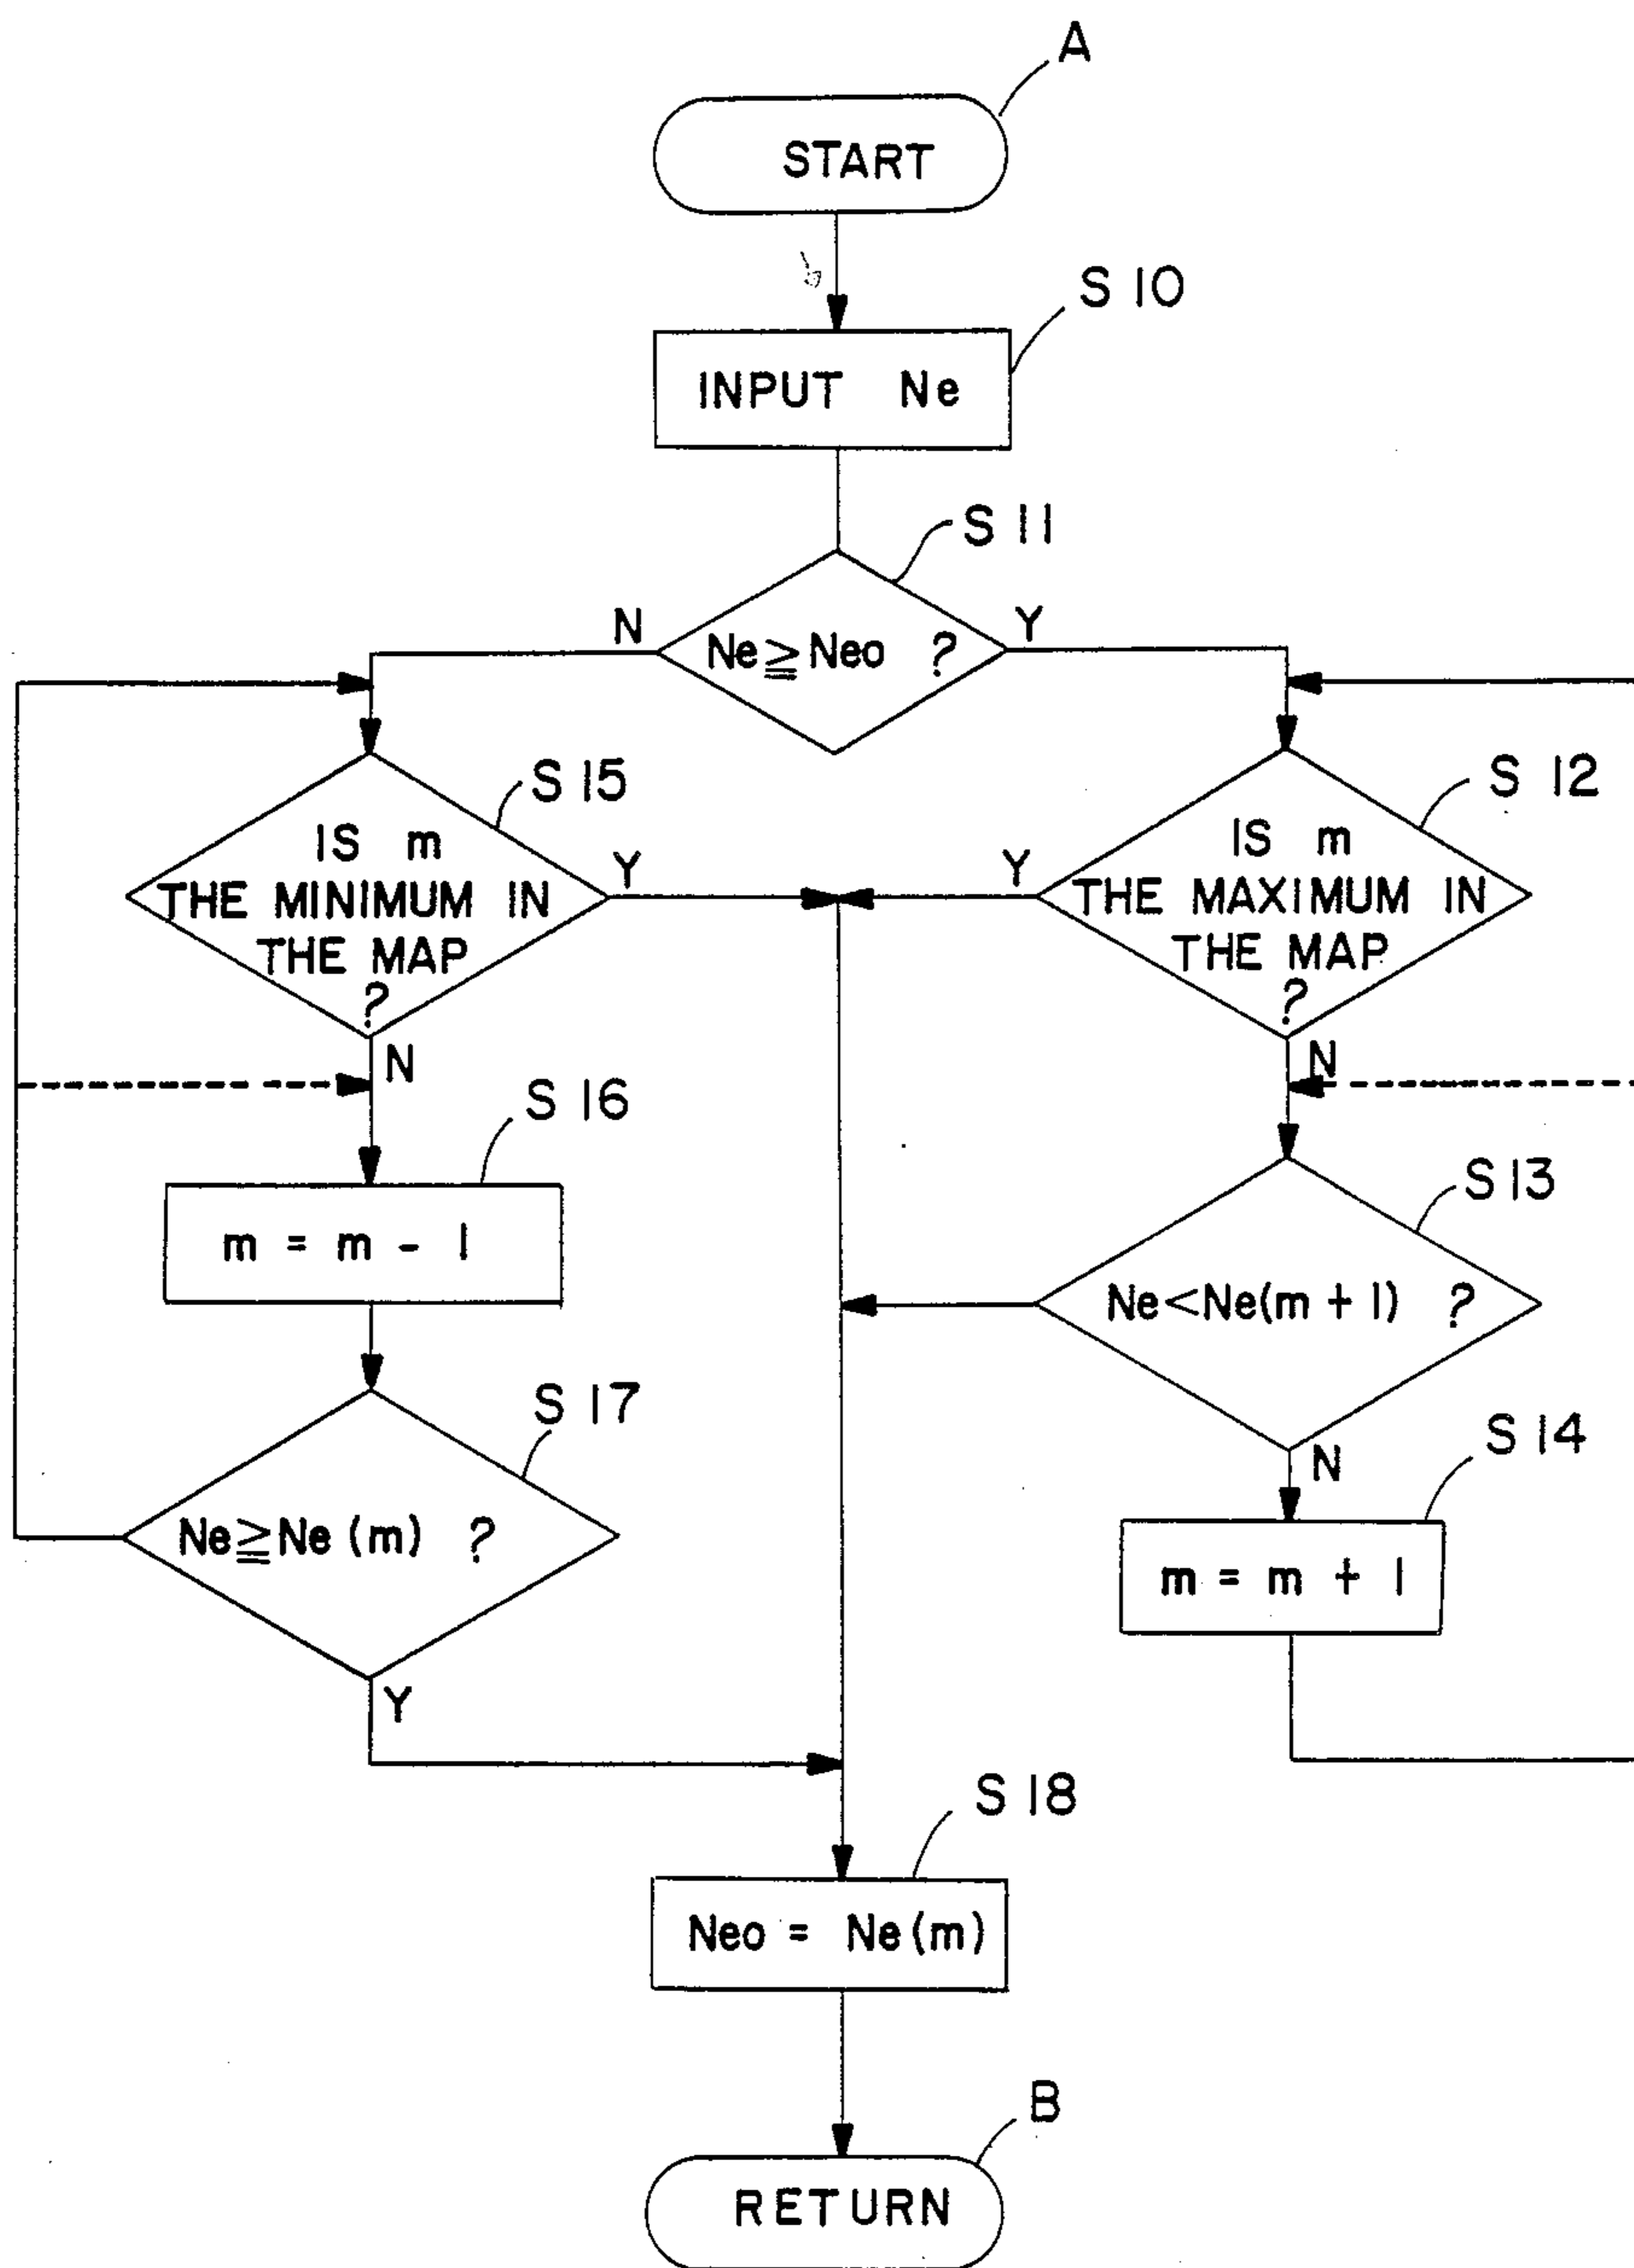 A
START
S 10
INPUT Ne
S 11
N
Ne≧Neo ?
Y
S 15
IS m
THE MINIMUM IN
THE MAP
?
Y
N
S 12
IS m
THE MAXIMUM IN
THE MAP
?
Y
N
S 16
m = m - 1
S 13
Ne<Ne(m + 1) ?
N
S 17
Ne≧Ne (m) ?
Y
S 14
m = m + 1
S 18
Neo = Ne(m)
B
RETURN